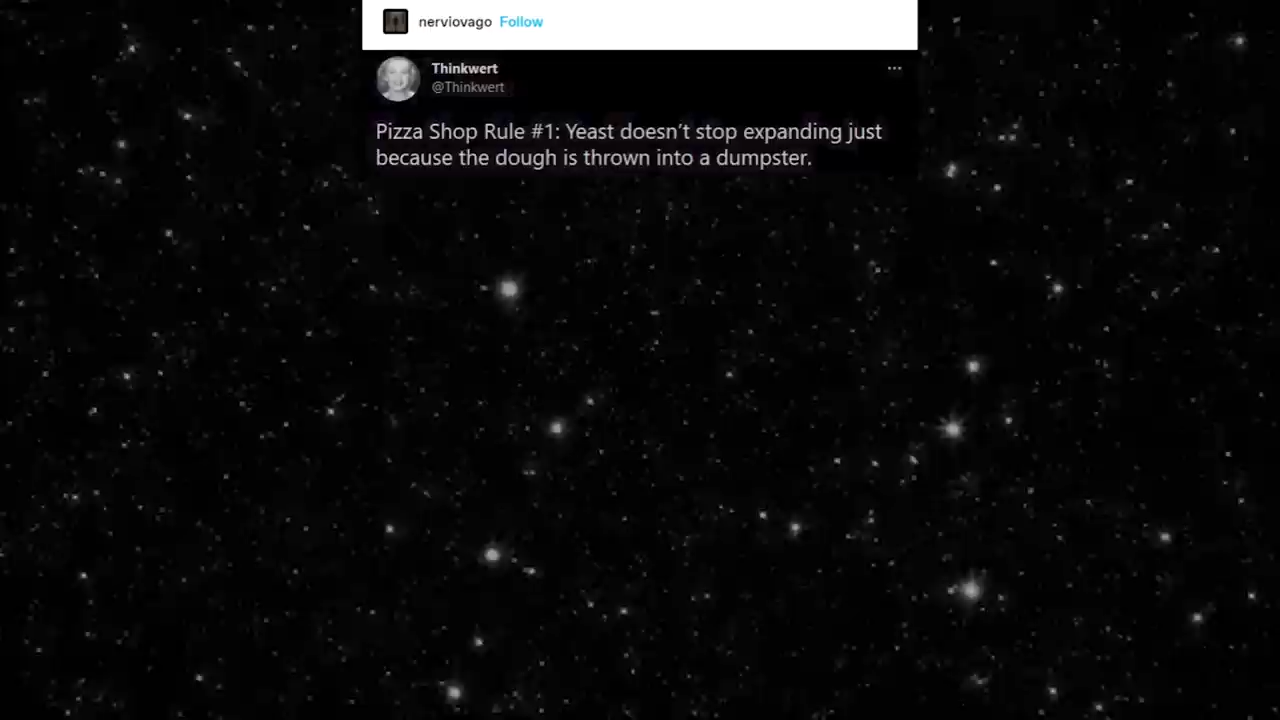 nerviovago Follow
Thinkwert
@Thinkwert
Pizza Shop Rule #1: Yeast doesn’t stop expanding just
because the dough is thrown into a dumpster.